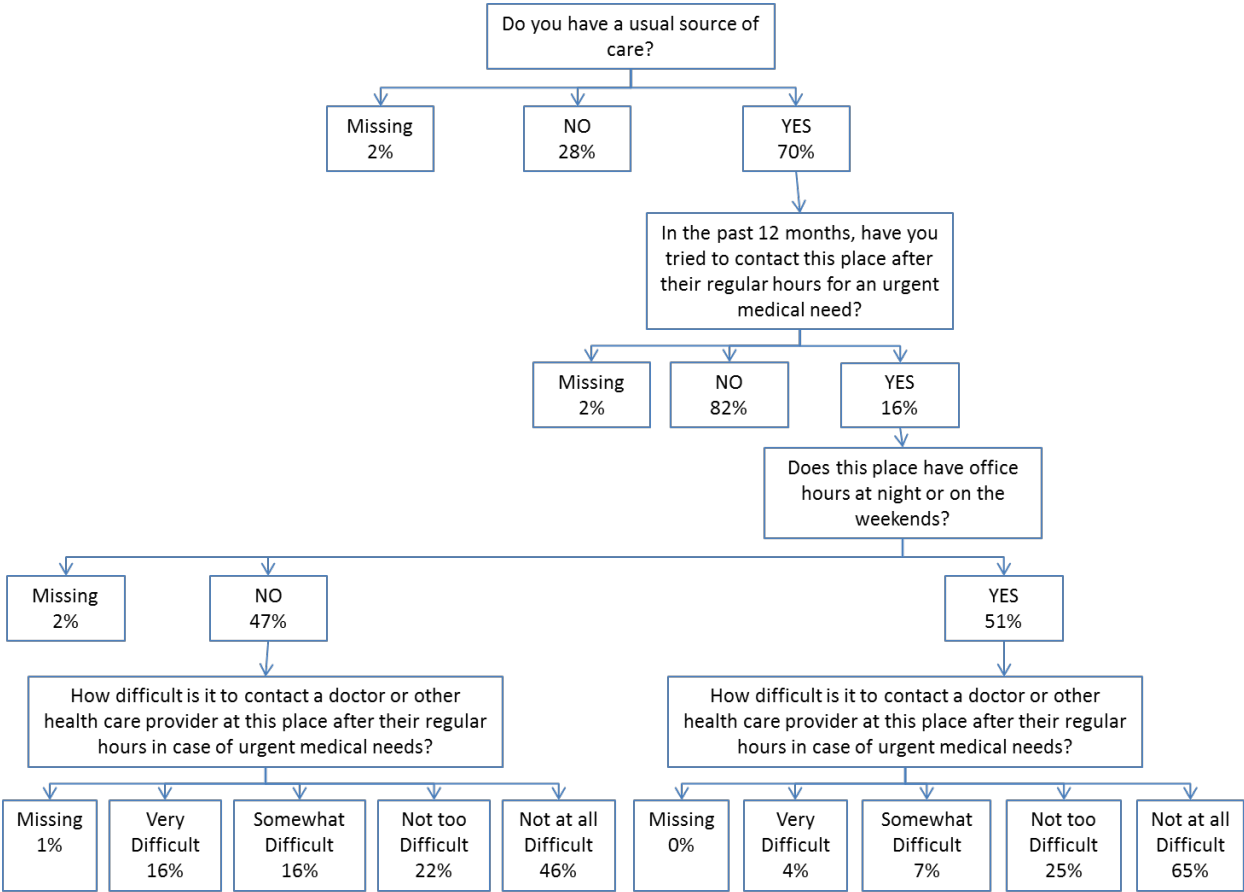 Do you have a usual source of
care?
Missing
2%
NO
28%
YES
70%
In the past 12 months, have you
tried to contact this place after
their regular hours for an urgent
medical need?
Missing
2%
NO
82%
YES
16%
Does this place have office
hours at night or on the
weekends?
Missing
2%
NO
47%
YES
51%
How difficult is it to contact a doctor or other
health care provider at this place after their regular
hours in case of urgent medical needs?
How difficult is it to contact a doctor or other
health care provider at this place after their regular
hours in case of urgent medical needs?
Missing
1%
Very
Difficult
16%
Somewhat
Difficult
16%
Not too
Difficult
22%
Not at all
Difficult
46%
Missing
0%
Very
Difficult
4%
Somewhat
Difficult
7%
Not too
Difficult
25%
Not at all
Difficult
65%